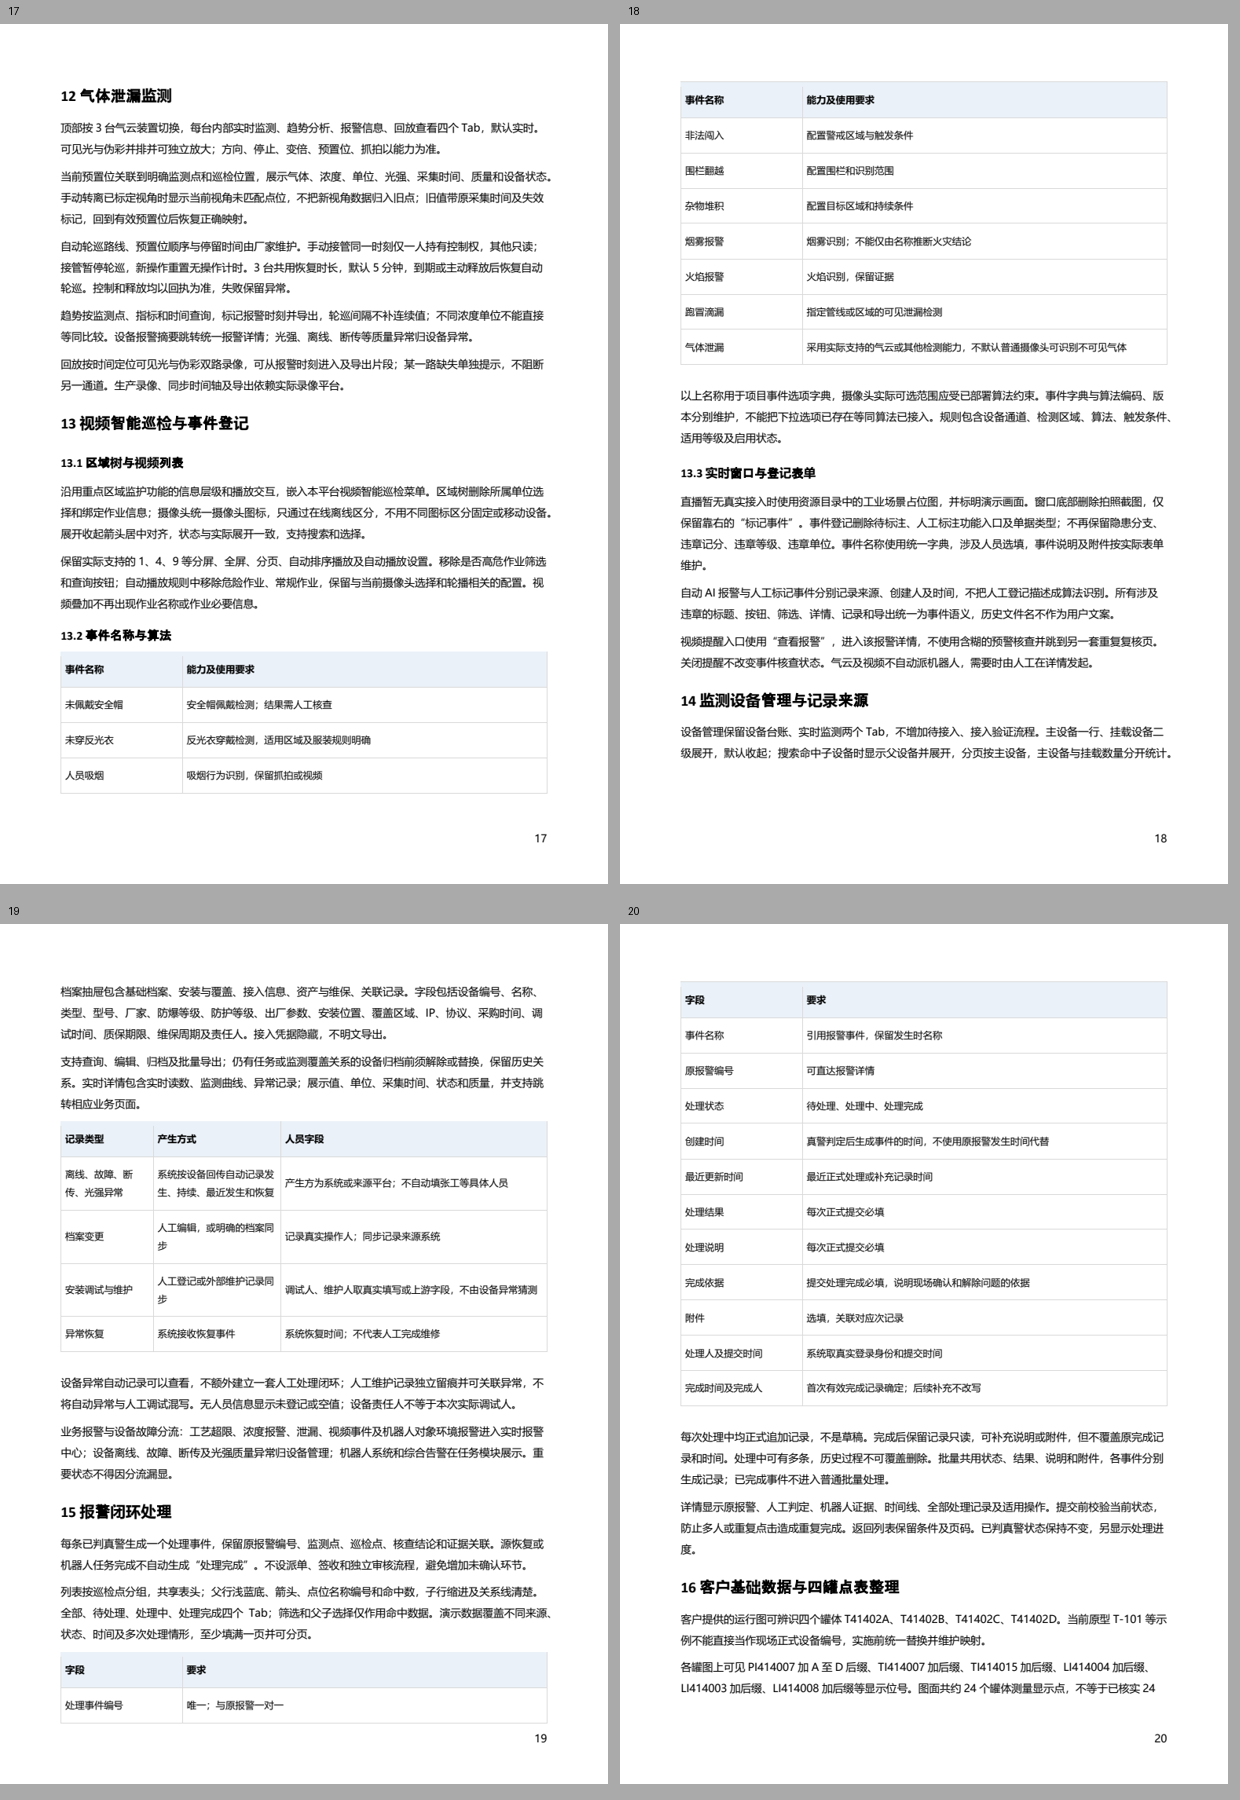 17
12 气体泄漏监测
顶部按 3 台气云装置切换，每台内部实时监测、趋势分析、报警信息、回放查看四个 Tab，默认实时。
可见光与伪彩并排并可独立放大；方向、停止、变倍、预置位、抓拍以能力为准。
当前预置位关联到明确监测点和巡检位置，展示气体、浓度、单位、光强、采集时间、质量和设备状态。
手动转离已标定视角时显示当前视角未匹配点位，不把新视角数据归入旧点；旧值带原采集时间及失效
标记，回到有效预置位后恢复正确映射。
自动轮巡路线、预置位顺序与停留时间由厂家维护。手动接管同一时刻仅一人持有控制权，其他只读；
接管暂停轮巡，新操作重置无操作计时。3 台共用恢复时长，默认 5 分钟，到期或主动释放后恢复自动
轮巡。控制和释放均以回执为准，失败保留异常。
趋势按监测点、指标和时间查询，标记报警时刻并导出，轮巡间隔不补连续值；不同浓度单位不能直接
等同比较。设备报警摘要跳转统一报警详情；光强、离线、断传等质量异常归设备异常。
回放按时间定位可见光与伪彩双路录像，可从报警时刻进入及导出片段；某一路缺失单独提示，不阻断
另一通道。生产录像、同步时间轴及导出依赖实际录像平台。
13 视频智能巡检与事件登记
13.1 区域树与视频列表
沿用重点区域监护功能的信息层级和播放交互，嵌入本平台视频智能巡检菜单。区域树删除所属单位选
择和绑定作业信息；摄像头统一摄像头图标，只通过在线离线区分，不用不同图标区分固定或移动设备。
展开收起箭头居中对齐，状态与实际展开一致，支持搜索和选择。
保留实际支持的 1、4、9 等分屏、全屏、分页、自动排序播放及自动播放设置。移除是否高危作业筛选
和查询按钮；自动播放规则中移除危险作业、常规作业，保留与当前摄像头选择和轮播相关的配置。视
频叠加不再出现作业名称或作业必要信息。
13.2 事件名称与算法
事件名称 能力及使用要求
未佩戴安全帽 安全帽佩戴检测；结果需人工核查
未穿反光衣 反光衣穿戴检测，适用区域及服装规则明确
人员吸烟 吸烟行为识别，保留抓拍或视频
17
18
事件名称 能力及使用要求
非法闯入 配置警戒区域与触发条件
围栏翻越 配置围栏和识别范围
杂物堆积 配置目标区域和持续条件
烟雾报警 烟雾识别；不能仅由名称推断火灾结论
火焰报警 火焰识别，保留证据
跑冒滴漏 指定管线或区域的可见泄漏检测
气体泄漏 采用实际支持的气云或其他检测能力，不默认普通摄像头可识别不可见气体
以上名称用于项目事件选项字典，摄像头实际可选范围应受已部署算法约束。事件字典与算法编码、版
本分别维护，不能把下拉选项已存在等同算法已接入。规则包含设备通道、检测区域、算法、触发条件、
适用等级及启用状态。
13.3 实时窗口与登记表单
直播暂无真实接入时使用资源目录中的工业场景占位图，并标明演示画面。窗口底部删除拍照截图，仅
保留靠右的“标记事件”。事件登记删除待标注、人工标注功能入口及单据类型；不再保留隐患分支、
违章记分、违章等级、违章单位。事件名称使用统一字典，涉及人员选填，事件说明及附件按实际表单
维护。
自动 AI 报警与人工标记事件分别记录来源、创建人及时间，不把人工登记描述成算法识别。所有涉及
违章的标题、按钮、筛选、详情、记录和导出统一为事件语义，历史文件名不作为用户文案。
视频提醒入口使用“查看报警”，进入该报警详情，不使用含糊的预警核查并跳到另一套重复复核页。
关闭提醒不改变事件核查状态。气云及视频不自动派机器人，需要时由人工在详情发起。
14 监测设备管理与记录来源
设备管理保留设备台账、实时监测两个 Tab，不增加待接入、接入验证流程。主设备一行、挂载设备二
级展开，默认收起；搜索命中子设备时显示父设备并展开，分页按主设备，主设备与挂载数量分开统计。
18
19
档案抽屉包含基础档案、安装与覆盖、接入信息、资产与维保、关联记录。字段包括设备编号、名称、
类型、型号、厂家、防爆等级、防护等级、出厂参数、安装位置、覆盖区域、IP、协议、采购时间、调
试时间、质保期限、维保周期及责任人。接入凭据隐藏，不明文导出。
支持查询、编辑、归档及批量导出；仍有任务或监测覆盖关系的设备归档前须解除或替换，保留历史关
系。实时详情包含实时读数、监测曲线、异常记录；展示值、单位、采集时间、状态和质量，并支持跳
转相应业务页面。
记录类型 产生方式 人员字段
离线、故障、断 系统按设备回传自动记录发 产生方为系统或来源平台；不自动填张工等具体人员
传、光强异常 生、持续、最近发生和恢复
档案变更 人工编辑，或明确的档案同 记录真实操作人；同步记录来源系统
步
安装调试与维护 人工登记或外部维护记录同 调试人、维护人取真实填写或上游字段，不由设备异常猜测
步
异常恢复 系统接收恢复事件 系统恢复时间；不代表人工完成维修
设备异常自动记录可以查看，不额外建立一套人工处理闭环；人工维护记录独立留痕并可关联异常，不
将自动异常与人工调试混写。无人员信息显示未登记或空值；设备责任人不等于本次实际调试人。
业务报警与设备故障分流：工艺超限、浓度报警、泄漏、视频事件及机器人对象环境报警进入实时报警
中心；设备离线、故障、断传及光强质量异常归设备管理；机器人系统和综合告警在任务模块展示。重
要状态不得因分流漏显。
15 报警闭环处理
每条已判真警生成一个处理事件，保留原报警编号、监测点、巡检点、核查结论和证据关联。源恢复或
机器人任务完成不自动生成“处理完成”。不设派单、签收和独立审核流程，避免增加未确认环节。
列表按巡检点分组，共享表头；父行浅蓝底、箭头、点位名称编号和命中数，子行缩进及关系线清楚。
全部、待处理、处理中、处理完成四个 Tab；筛选和父子选择仅作用命中数据。演示数据覆盖不同来源、
状态、时间及多次处理情形，至少填满一页并可分页。
字段 要求
处理事件编号 唯一；与原报警一对一
19
20
字段 要求
事件名称 引用报警事件，保留发生时名称
原报警编号 可直达报警详情
处理状态 待处理、处理中、处理完成
创建时间 真警判定后生成事件的时间，不使用原报警发生时间代替
最近更新时间 最近正式处理或补充记录时间
处理结果 每次正式提交必填
处理说明 每次正式提交必填
完成依据 提交处理完成必填，说明现场确认和解除问题的依据
附件 选填，关联对应次记录
处理人及提交时间 系统取真实登录身份和提交时间
完成时间及完成人 首次有效完成记录确定；后续补充不改写
每次处理中均正式追加记录，不是草稿。完成后保留记录只读，可补充说明或附件，但不覆盖原完成记
录和时间。处理中可有多条，历史过程不可覆盖删除。批量共用状态、结果、说明和附件，各事件分别
生成记录；已完成事件不进入普通批量处理。
详情显示原报警、人工判定、机器人证据、时间线、全部处理记录及适用操作。提交前校验当前状态，
防止多人或重复点击造成重复完成。返回列表保留条件及页码。已判真警状态保持不变，另显示处理进
度。
16 客户基础数据与四罐点表整理
客户提供的运行图可辨识四个罐体 T41402A、T41402B、T41402C、T41402D。当前原型 T-101 等示
例不能直接当作现场正式设备编号，实施前统一替换并维护映射。
各罐图上可见 PI414007 加 A 至 D 后缀、TI414007 加后缀、TI414015 加后缀、LI414004 加后缀、
LI414003 加后缀、LI414008 加后缀等显示位号。图面共约 24 个罐体测量显示点，不等于已核实 24
20